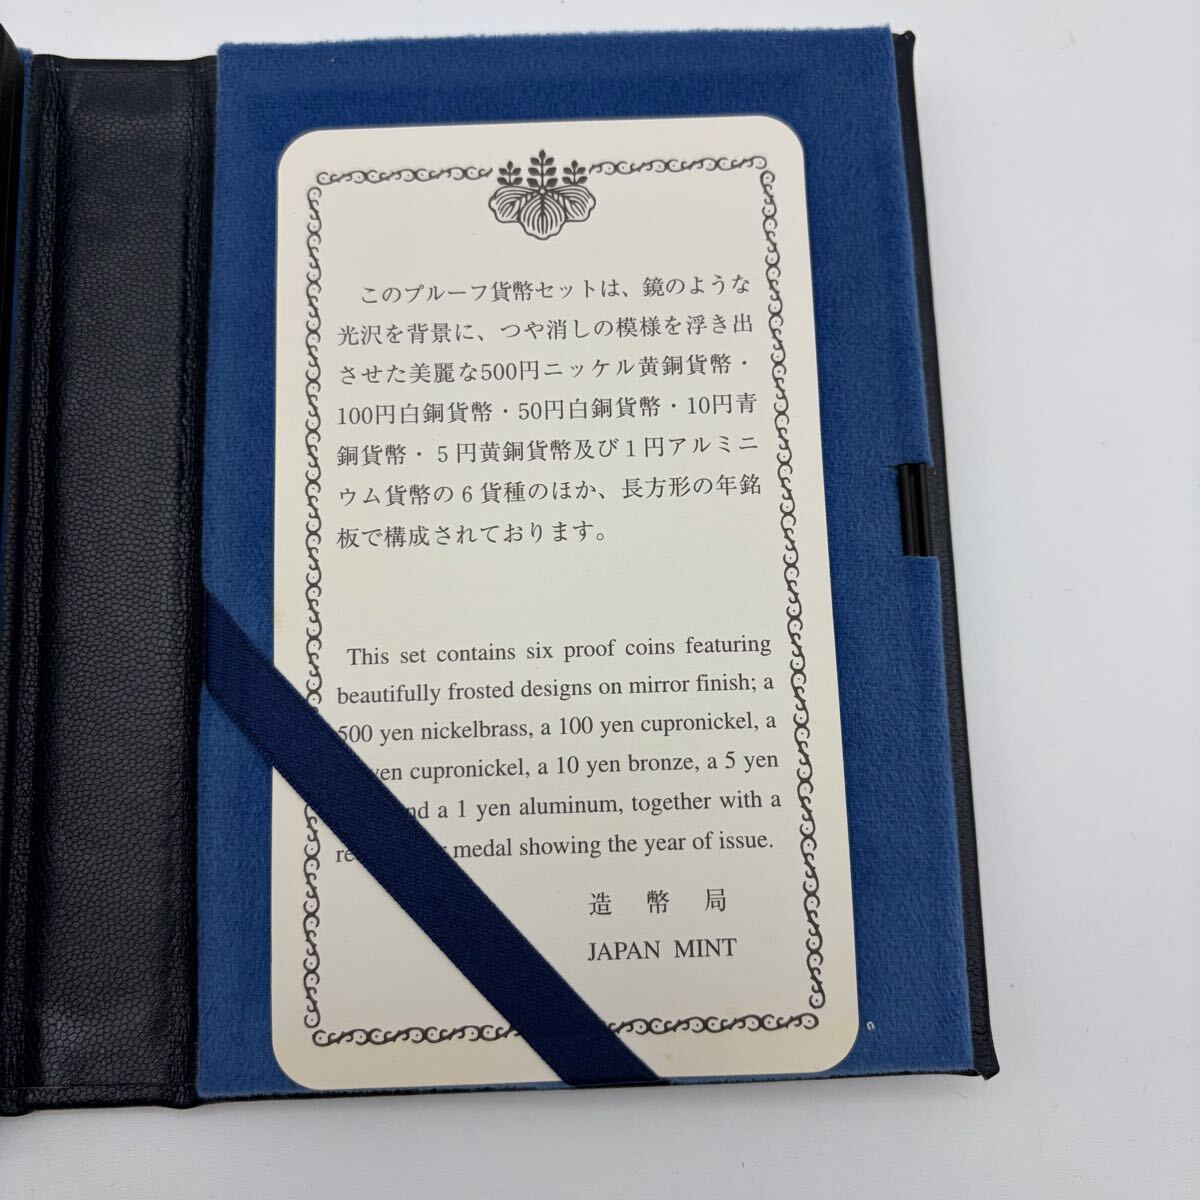 このプルーフ貨幣セットは、鏡のような
光沢を背景に、つや消しの模様を浮き出
させた美麗な500円ニッケル黄銅貨幣・
100円白銅貨幣・50円白銅貨幣・10円青
銅貨幣・5円黄銅貨幣及び1円アルミニ
ウム貨幣の6貨種のほか、長方形の年銘
板で構成されております。
This set contains six proof coins featuring
beautifully frosted designs on mirror finish; a
500 yen nickelbrass, a 100 yen cupronickel, a
yen cupronickel, a 10 yen bronze, a 5 yen
a 1 yen aluminum, together with a
medal showing the year of issue.
造幣局
JAPAN MINT